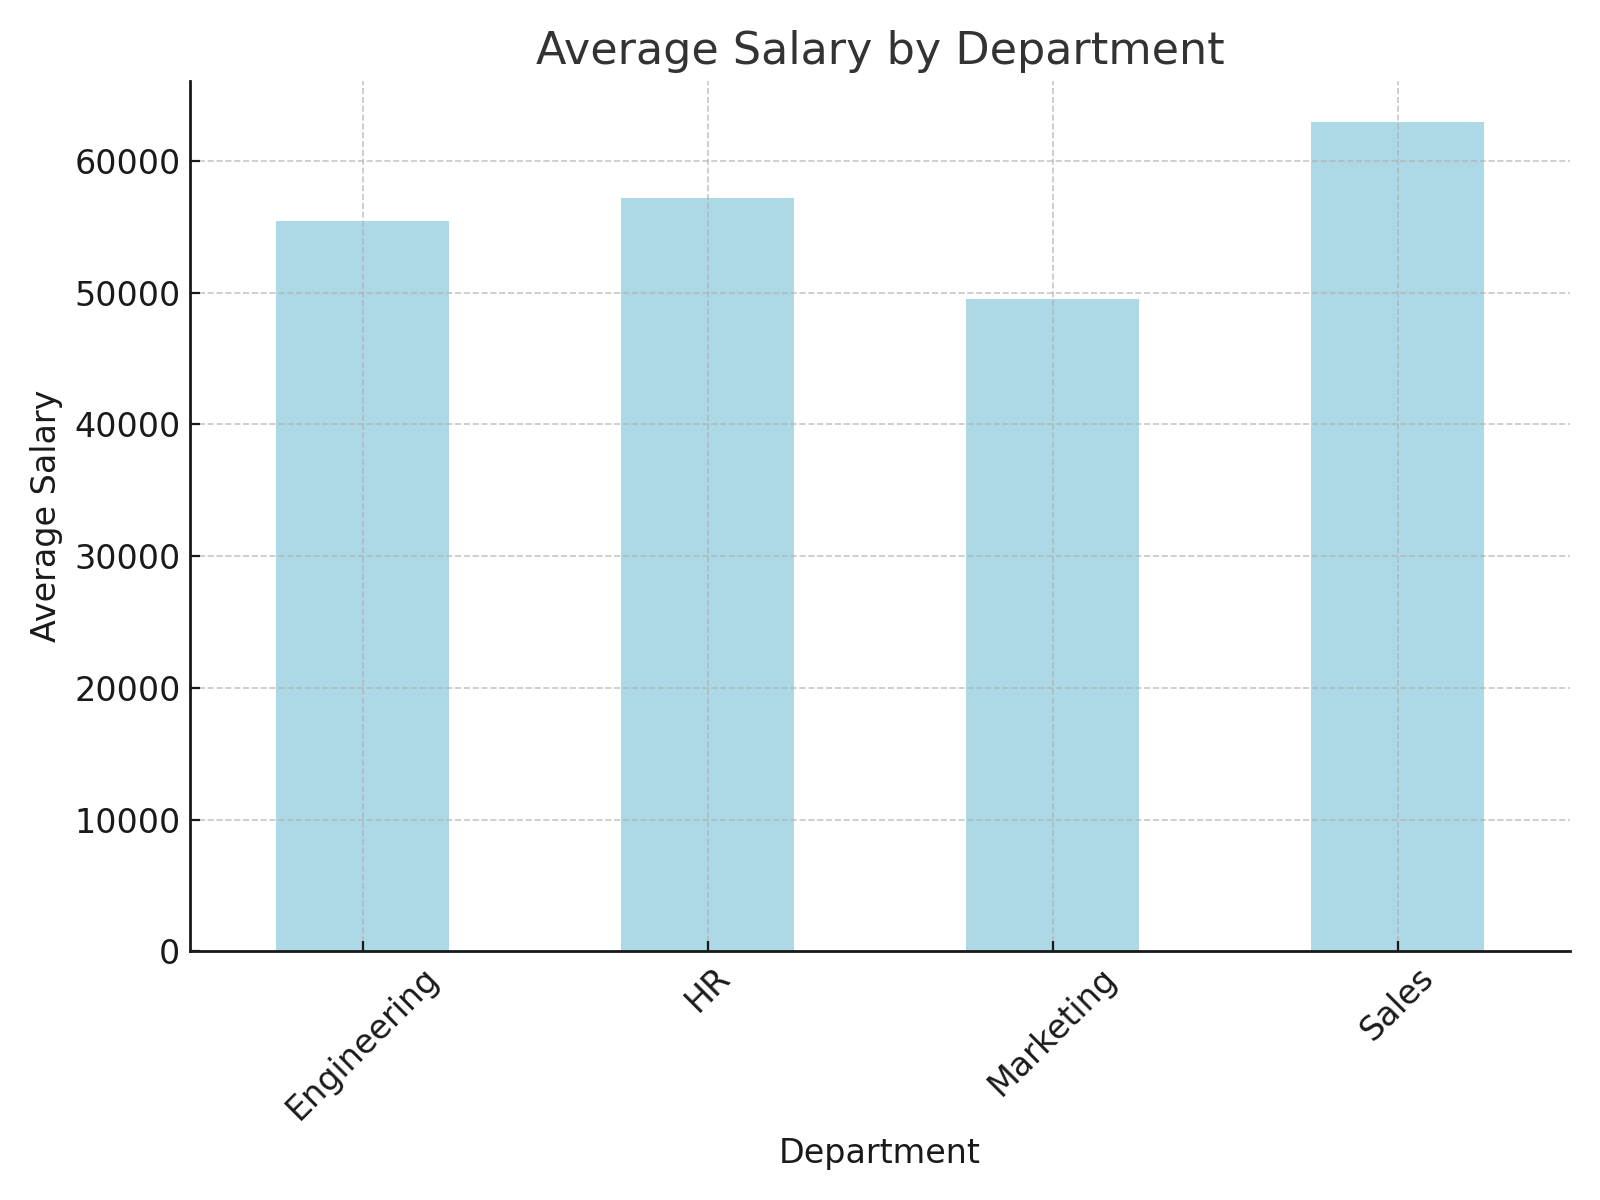 Average Salary by Department
Average Salary
60000
50000
40000
30000
20000
10000
0
Engineering
HR
Marketing
Sales
Department